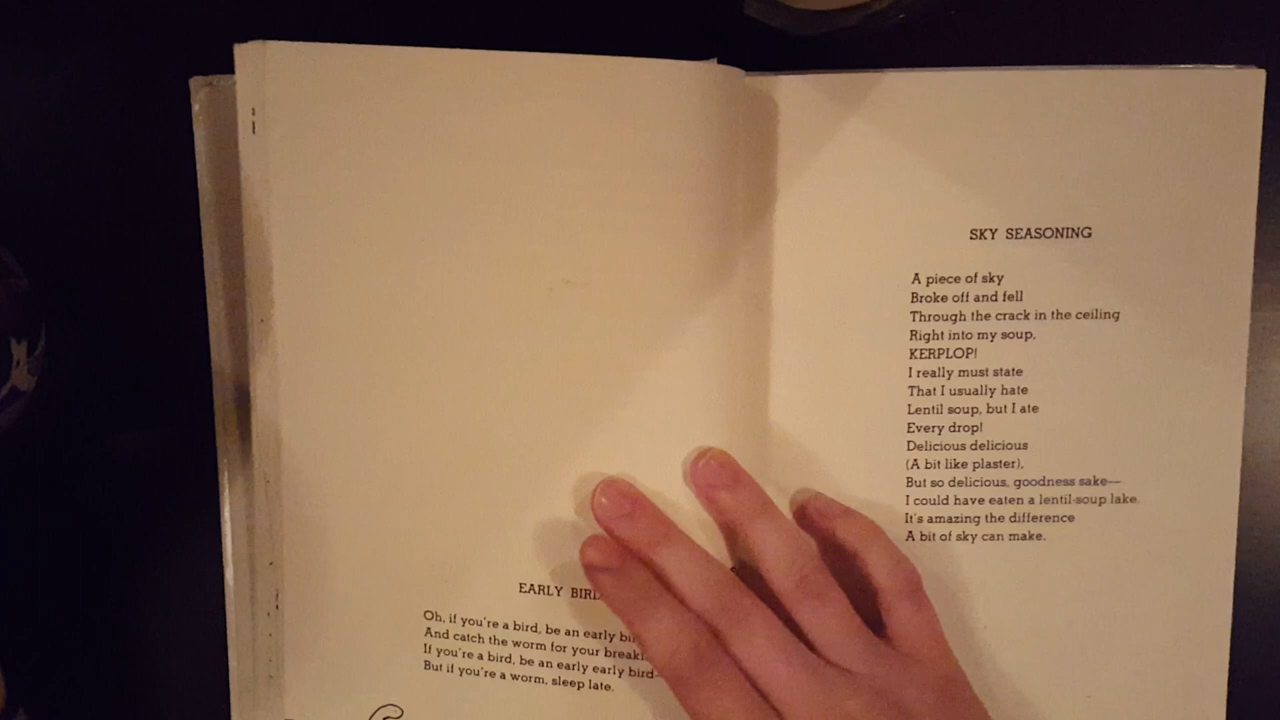 EARLY BIRD
Oh, if you're a bird, be an early
And catch the worm for your
If you're a bird, be an early early bird—
But if you're a worm, sleep late.
SKY SEASONING
A piece of sky
Broke off and fell
Through the crack in the ceiling
Right into my soup,
KERPLOP!
I really must state
That I usually hate
Lentil soup, but I ate
Every drop!
Delicious delicious
(A bit like plaster),
But so delicious, goodness sake—
I could have eaten a lentil-soup lake.
It's amazing the difference
A bit of sky can make.